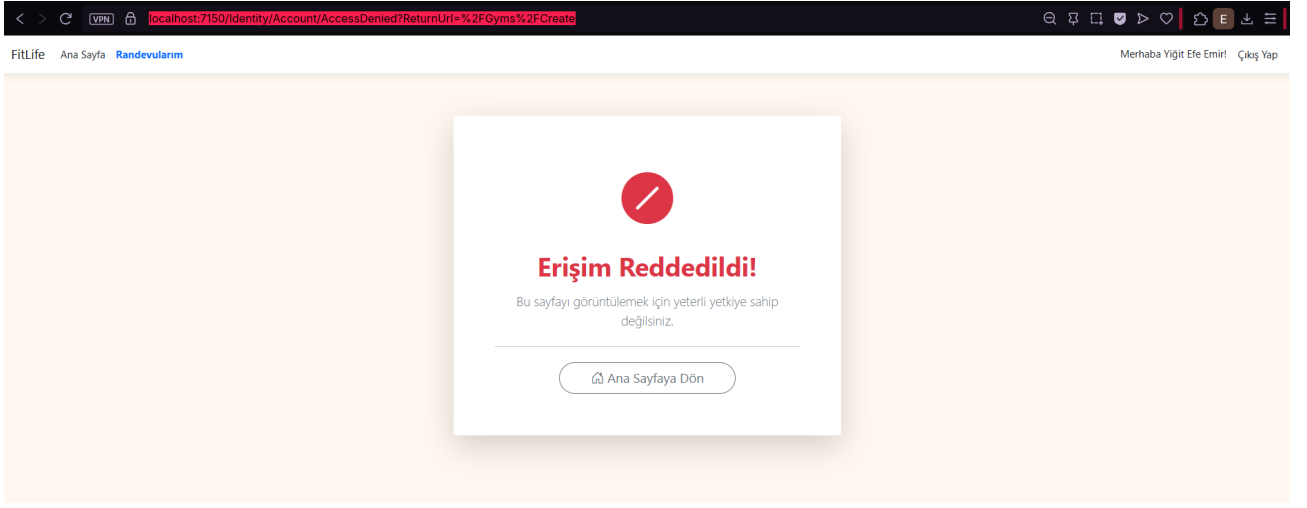 VPN
localhost:7150/Identity/Account/AccessDenied?ReturnUrl=%2FGyms%2FCreate
E
FitLife Ana Sayfa Randevularım Merhaba Yiğit Efe Emir! Çıkış Yap
Erişim Reddedildi!
Bu sayfayı görüntülemek için yeterli yetkiye sahip
değilsiniz.
Ana Sayfaya Dön